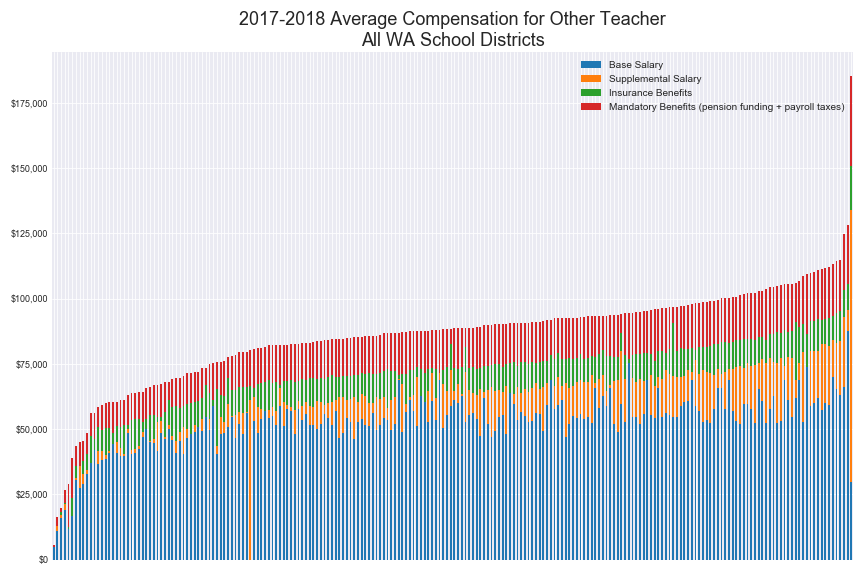 2017-2018 Average Compensation for Other Teacher
All WA School Districts
Base Salary
Supplemental Salary
Insurance Benefits
Mandatory Benefits (pension funding + payroll taxes)
$175,000
$150,000
$125,000
$100,000
$75,000
$50,000
$25,000
$0